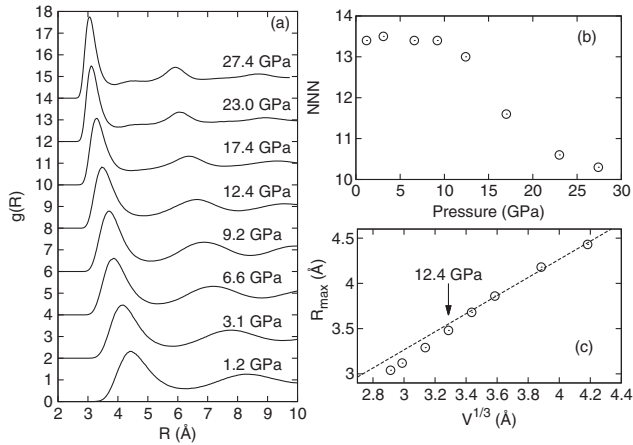 (a)
18
17
16
15
14
13
12
11
10
9
8
7
6
5
4
3
2
1
0
g(R)
27.4 GPa
23.0 GPa
17.4 GPa
12.4 GPa
9.2 GPa
6.6 GPa
3.1 GPa
1.2 GPa
2 3 4 5 6 7 8 9 10
R (Å)
(b)
14
13
12
11
10
NNN
0 5 10 15 20 25 30
Pressure (GPa)
4.5
4
3.5
3
Rmax (Å)
12.4 GPa
(c)
2.8 3 3.2 3.4 3.6 3.8 4 4.2 4.4
V1/3 (Å)